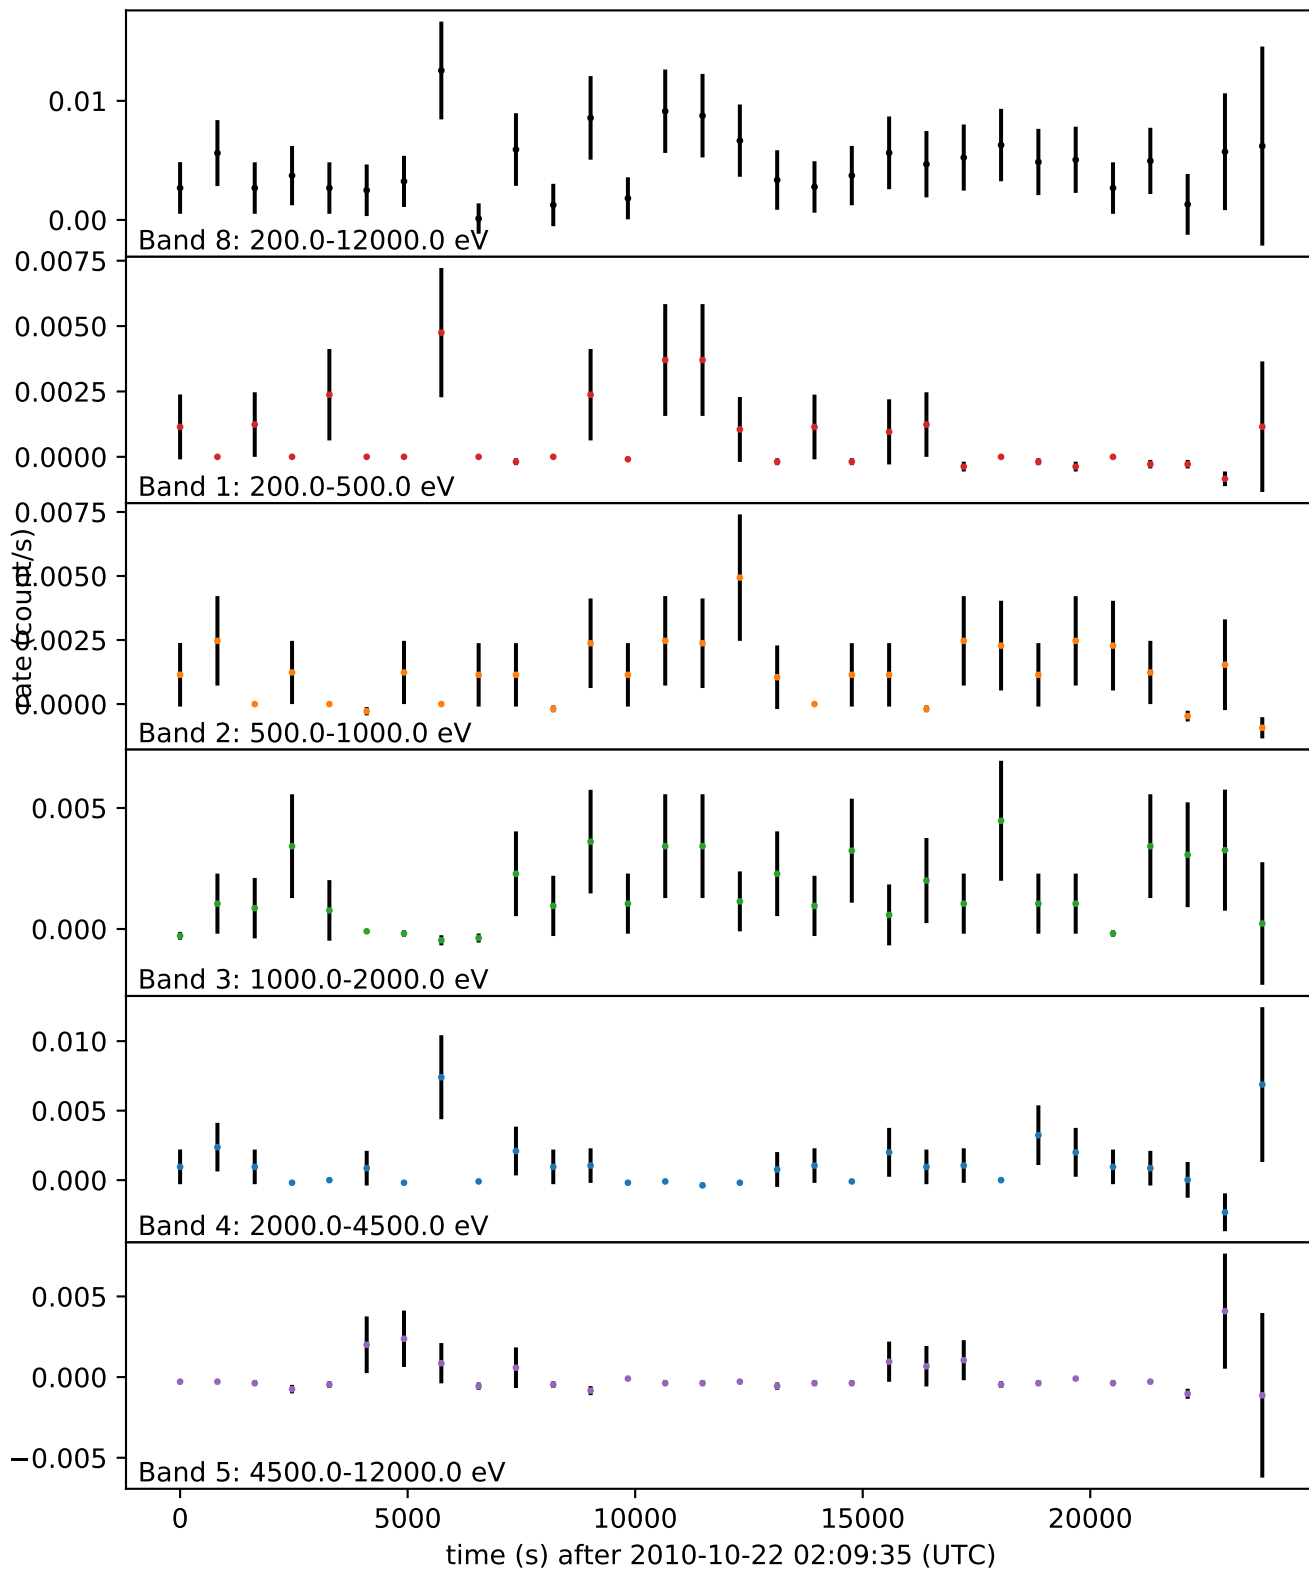 0.01
0.00
Band 8: 200.0-12000.0 eV
0.0075
0.0050
0.0025
0.0000
Band 1: 200.0-500.0 eV
0.0075
0.0050
0.0025
0.0000
rate (count/s)
Band 2: 500.0-1000.0 eV
0.005
0.000
Band 3: 1000.0-2000.0 eV
0.010
0.005
0.000
Band 4: 2000.0-4500.0 eV
0.005
0.000
−0.005
Band 5: 4500.0-12000.0 eV
0 5000 10000 15000 20000
time (s) after 2010-10-22 02:09:35 (UTC)